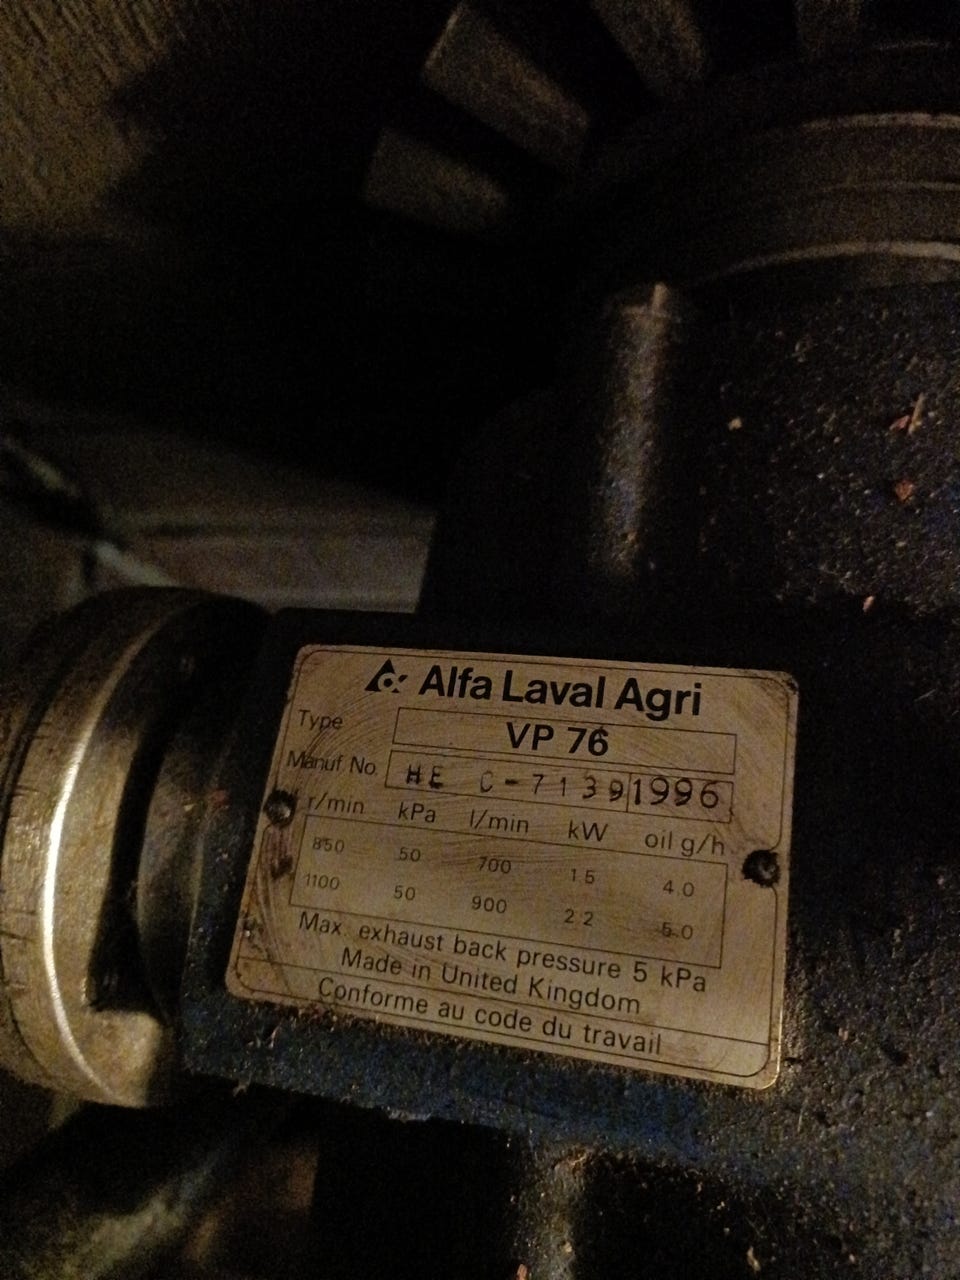 Alfa Laval Agri
Type VP 76
Manuf. No. HE C-7139 1996
r/min kPa l/min kW oil g/h
850 50 700 1.5 4.0
1100 50 900 2.2 5.0
Max. exhaust back pressure 5 kPa
Made in United Kingdom
Conforme au code du travail